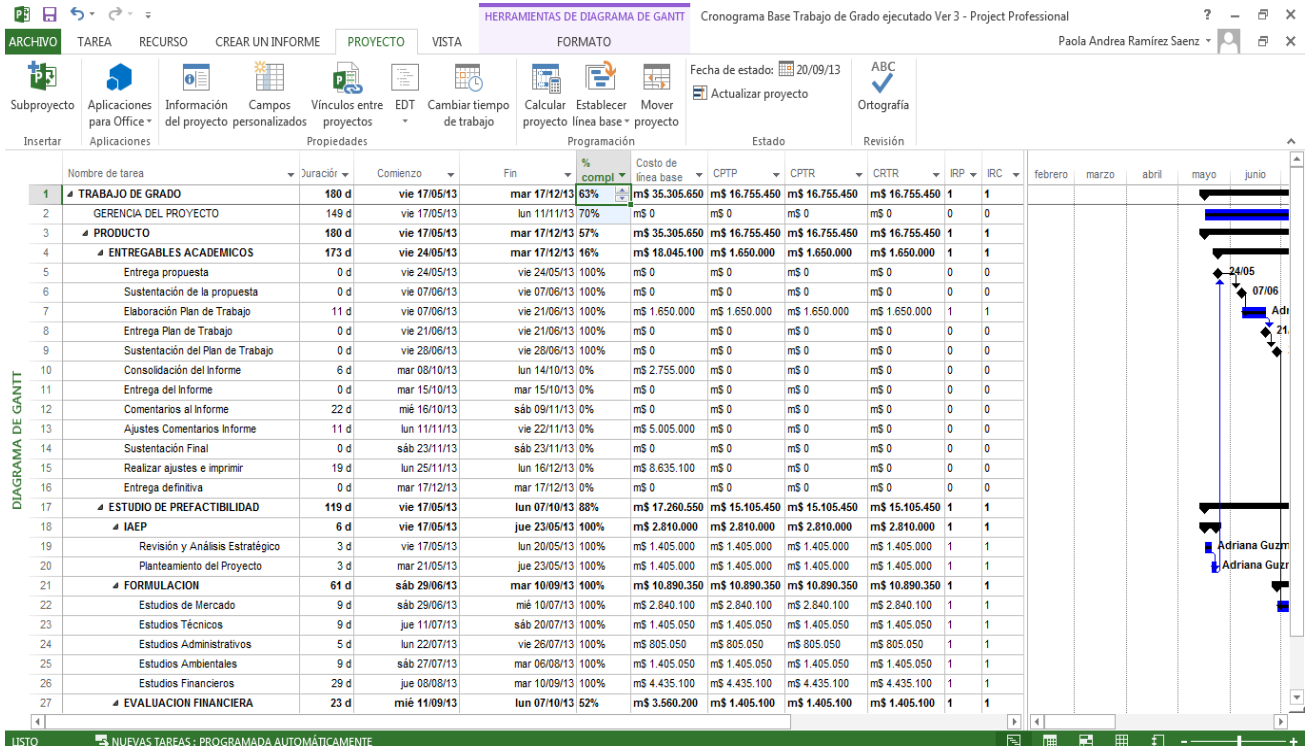 HERRAMIENTAS DE DIAGRAMA DE GANTT Cronograma Base Trabajo de Grado ejecutado Ver 3 - Project Professional
ARCHIVO TAREA RECURSO CREAR UN INFORME PROYECTO VISTA FORMATO Paola Andrea Ramírez Saenz
Subproyecto
Aplicaciones para Office
Información del proyecto
Campos personalizados
Vínculos entre proyectos
EDT
Cambiar tiempo de trabajo
Calcular proyecto
Establecer línea base
Mover proyecto
Fecha de estado: 20/09/13
Actualizar proyecto
ABC
Ortografía
Insertar Aplicaciones Propiedades Programación Estado Revisión
Nombre de tarea Duración Comienzo Fin % compl Costo de línea base CPTP CPTR CRTR IRP IRC febrero marzo abril mayo junio
1 TRABAJO DE GRADO 180 d vie 17/05/13 mar 17/12/13 63% m$ 35.305.650 m$ 16.755.450 m$ 16.755.450 m$ 16.755.450 1 1
2 GERENCIA DEL PROYECTO 149 d vie 17/05/13 lun 11/11/13 70% m$ 0 m$ 0 m$ 0 m$ 0 0 0
3 PRODUCTO 180 d vie 17/05/13 mar 17/12/13 57% m$ 35.305.650 m$ 16.755.450 m$ 16.755.450 m$ 16.755.450 1 1
4 ENTREGABLES ACADEMICOS 173 d vie 24/05/13 mar 17/12/13 16% m$ 18.045.100 m$ 1.650.000 m$ 1.650.000 m$ 1.650.000 1 1
5 Entrega propuesta 0 d vie 24/05/13 vie 24/05/13 100% m$ 0 m$ 0 m$ 0 m$ 0 0 0 24/05
6 Sustentación de la propuesta 0 d vie 07/06/13 vie 07/06/13 100% m$ 0 m$ 0 m$ 0 m$ 0 0 0 07/06
7 Elaboración Plan de Trabajo 11 d vie 07/06/13 vie 21/06/13 100% m$ 1.650.000 m$ 1.650.000 m$ 1.650.000 m$ 1.650.000 1 1 Adr
8 Entrega Plan de Trabajo 0 d vie 21/06/13 vie 21/06/13 100% m$ 0 m$ 0 m$ 0 m$ 0 0 0 21
9 Sustentación del Plan de Trabajo 0 d vie 28/06/13 vie 28/06/13 100% m$ 0 m$ 0 m$ 0 m$ 0 0 0
10 Consolidación del Informe 6 d mar 08/10/13 lun 14/10/13 0% m$ 2.755.000 m$ 0 m$ 0 m$ 0 0 0
11 Entrega del Informe 0 d mar 15/10/13 mar 15/10/13 0% m$ 0 m$ 0 m$ 0 m$ 0 0 0
12 Comentarios al Informe 22 d mié 16/10/13 sáb 09/11/13 0% m$ 0 m$ 0 m$ 0 m$ 0 0 0
13 Ajustes Comentarios Informe 11 d lun 11/11/13 vie 22/11/13 0% m$ 5.005.000 m$ 0 m$ 0 m$ 0 0 0
14 Sustentación Final 0 d sáb 23/11/13 sáb 23/11/13 0% m$ 0 m$ 0 m$ 0 m$ 0 0 0
15 Realizar ajustes e imprimir 19 d lun 25/11/13 lun 16/12/13 0% m$ 8.635.100 m$ 0 m$ 0 m$ 0 0 0
16 Entrega definitiva 0 d mar 17/12/13 mar 17/12/13 0% m$ 0 m$ 0 m$ 0 m$ 0 0 0
17 ESTUDIO DE PREFACTIBILIDAD 119 d vie 17/05/13 lun 07/10/13 88% m$ 17.260.550 m$ 15.105.450 m$ 15.105.450 m$ 15.105.450 1 1
18 IAEP 6 d vie 17/05/13 jue 23/05/13 100% m$ 2.810.000 m$ 2.810.000 m$ 2.810.000 m$ 2.810.000 1 1
19 Revisión y Análisis Estratégico 3 d vie 17/05/13 lun 20/05/13 100% m$ 1.405.000 m$ 1.405.000 m$ 1.405.000 m$ 1.405.000 1 1 Adriana Guzm
20 Planteamiento del Proyecto 3 d mar 21/05/13 jue 23/05/13 100% m$ 1.405.000 m$ 1.405.000 m$ 1.405.000 m$ 1.405.000 1 1 Adriana Guzr
21 FORMULACION 61 d sáb 29/06/13 mar 10/09/13 100% m$ 10.890.350 m$ 10.890.350 m$ 10.890.350 m$ 10.890.350 1 1
22 Estudios de Mercado 9 d sáb 29/06/13 mié 10/07/13 100% m$ 2.840.100 m$ 2.840.100 m$ 2.840.100 m$ 2.840.100 1 1
23 Estudios Técnicos 9 d jue 11/07/13 sáb 20/07/13 100% m$ 1.405.050 m$ 1.405.050 m$ 1.405.050 m$ 1.405.050 1 1
24 Estudios Administrativos 5 d lun 22/07/13 vie 26/07/13 100% m$ 805.050 m$ 805.050 m$ 805.050 m$ 805.050 1 1
25 Estudios Ambientales 9 d sáb 27/07/13 mar 06/08/13 100% m$ 1.405.050 m$ 1.405.050 m$ 1.405.050 m$ 1.405.050 1 1
26 Estudios Financieros 29 d jue 08/08/13 mar 10/09/13 100% m$ 4.435.100 m$ 4.435.100 m$ 4.435.100 m$ 4.435.100 1 1
27 EVALUACION FINANCIERA 23 d mié 11/09/13 lun 07/10/13 52% m$ 3.560.200 m$ 1.405.100 m$ 1.405.100 m$ 1.405.100 1 1
DIAGRAMA DE GANTT
LISTO NUEVAS TAREAS : PROGRAMADA AUTOMÁTICAMENTE